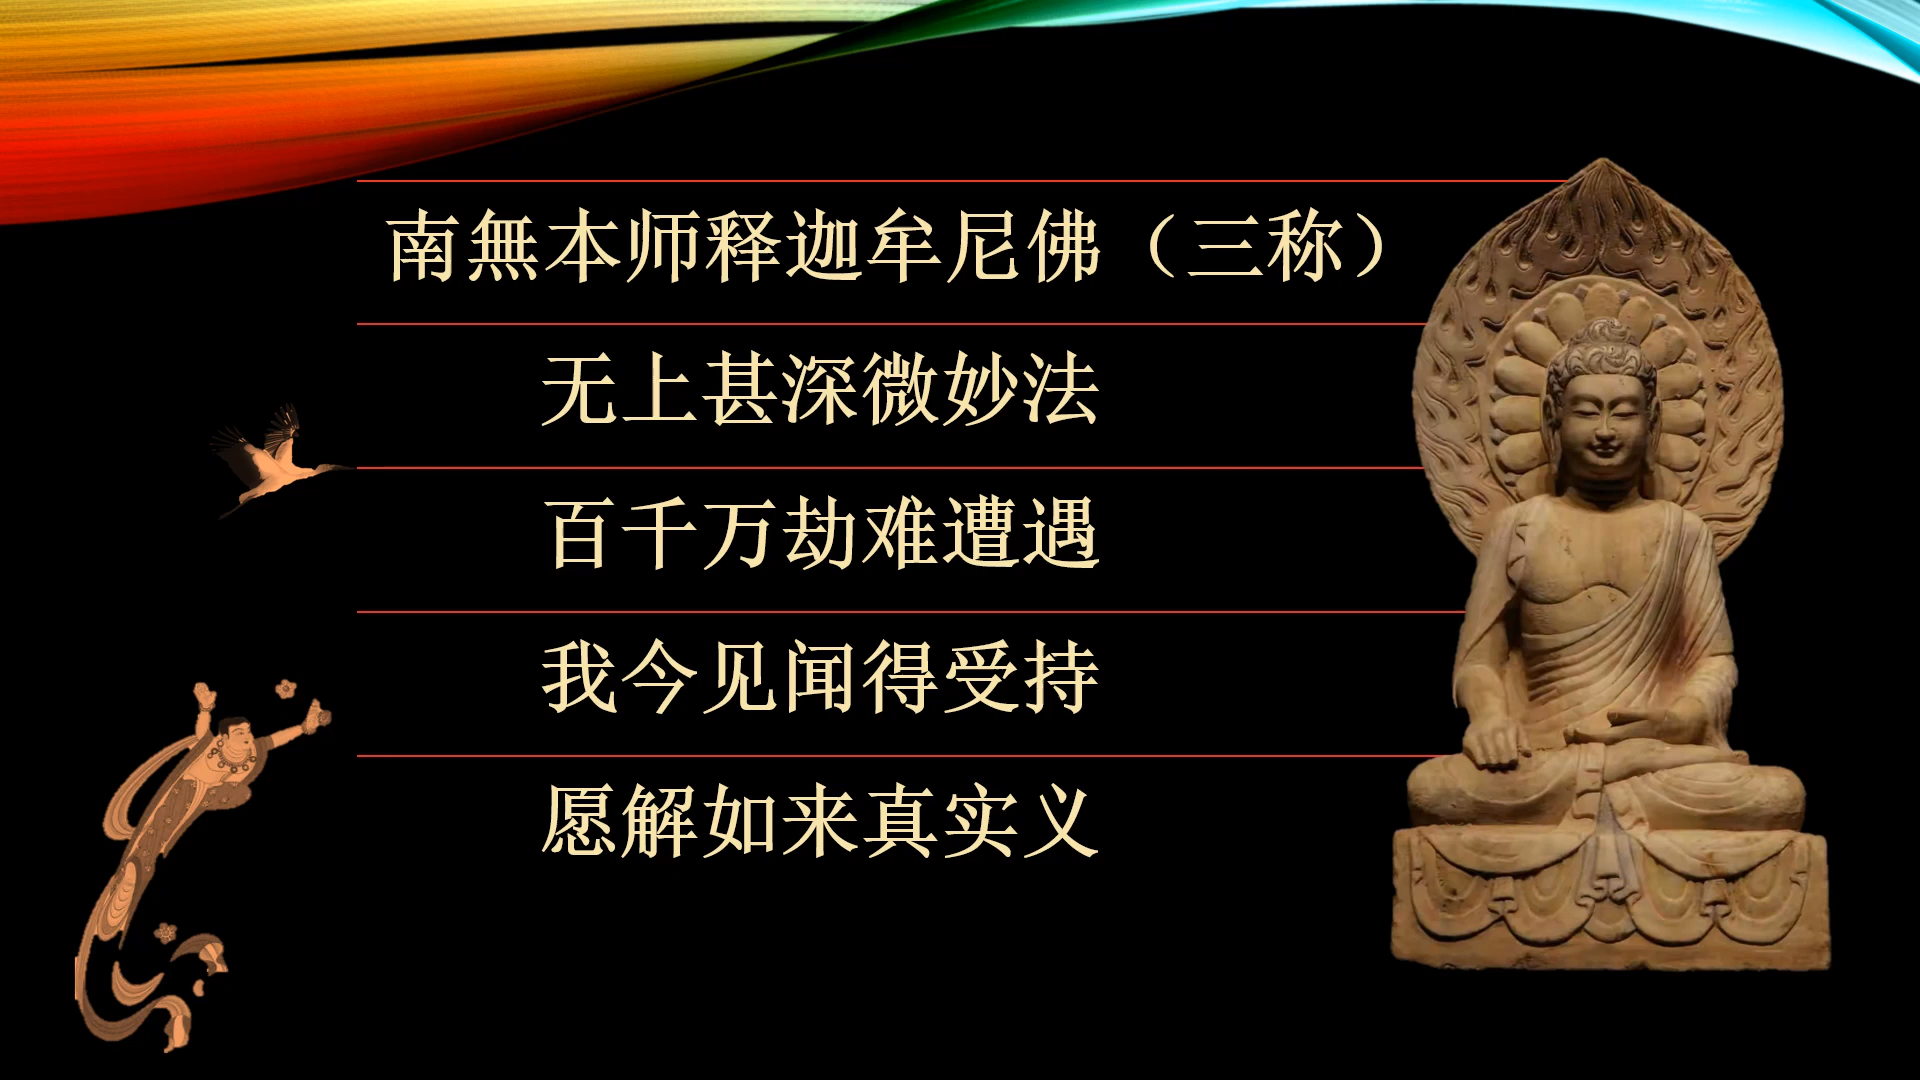 南無本师释迦牟尼佛（三称）
无上甚深微妙法
百千万劫难遭遇
我今见闻得受持
愿解如来真实义